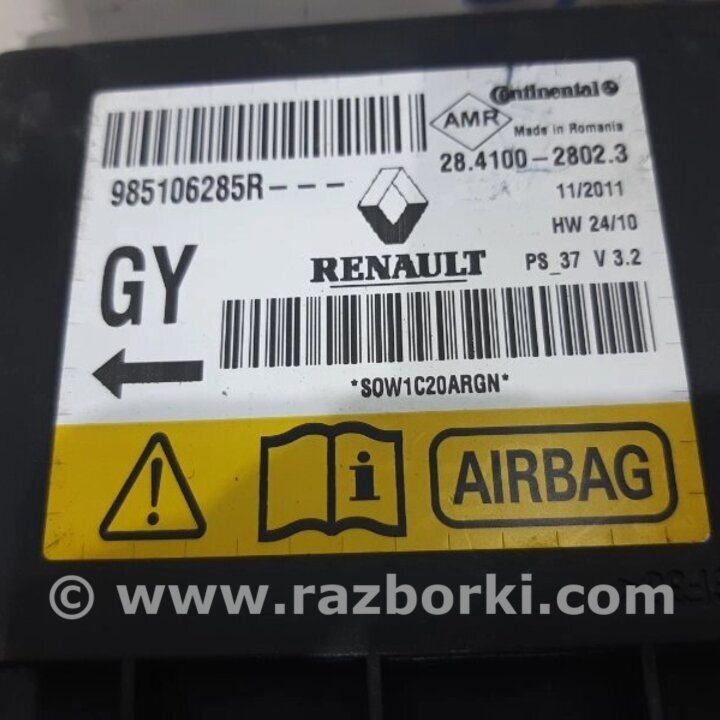 Continental
AMR
Made in Romania
985106285R---
28.4100-2802.3
11/2011
HW 24/10
GY
RENAULT
PS_37 V 3.2
*SOW1C20ARGN*
i
AIRBAG
© www.razborki.com